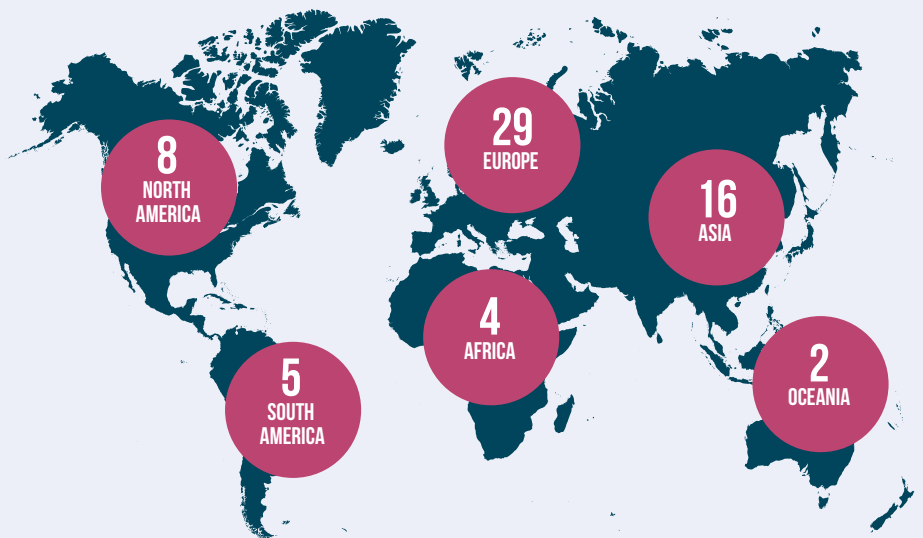 8
NORTH
AMERICA
29
EUROPE
16
ASIA
4
AFRICA
5
SOUTH
AMERICA
2
OCEANIA